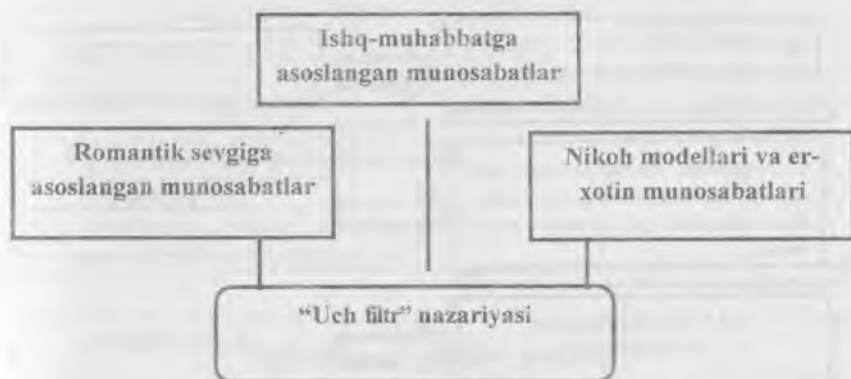 Ishq-muhabbatga
asoslangan munosabatlar
Romantik sevgiga
asoslangan munosabatlar
Nikoh modellari va er-
xotin munosabatlari
“Uch filtr” nazariyasi